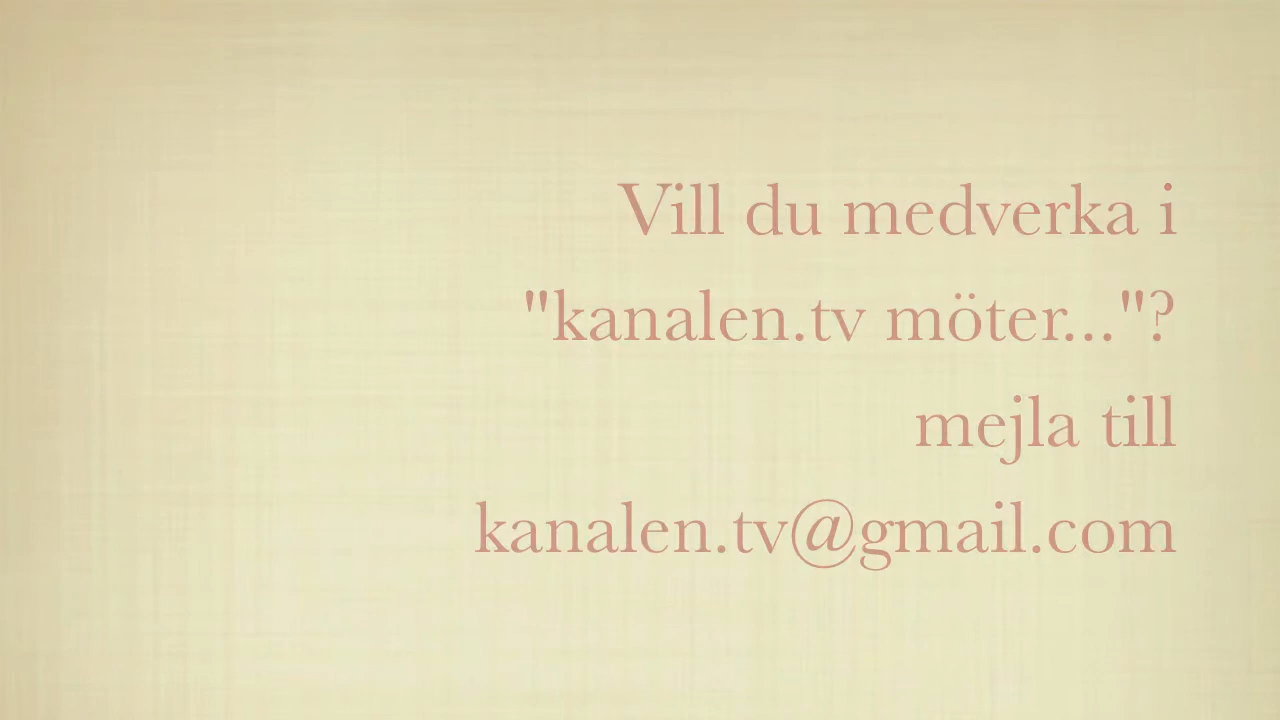 Vill du medverka i
"kanalen.tv möter..."?
mejla till
kanalen.tv@gmail.com